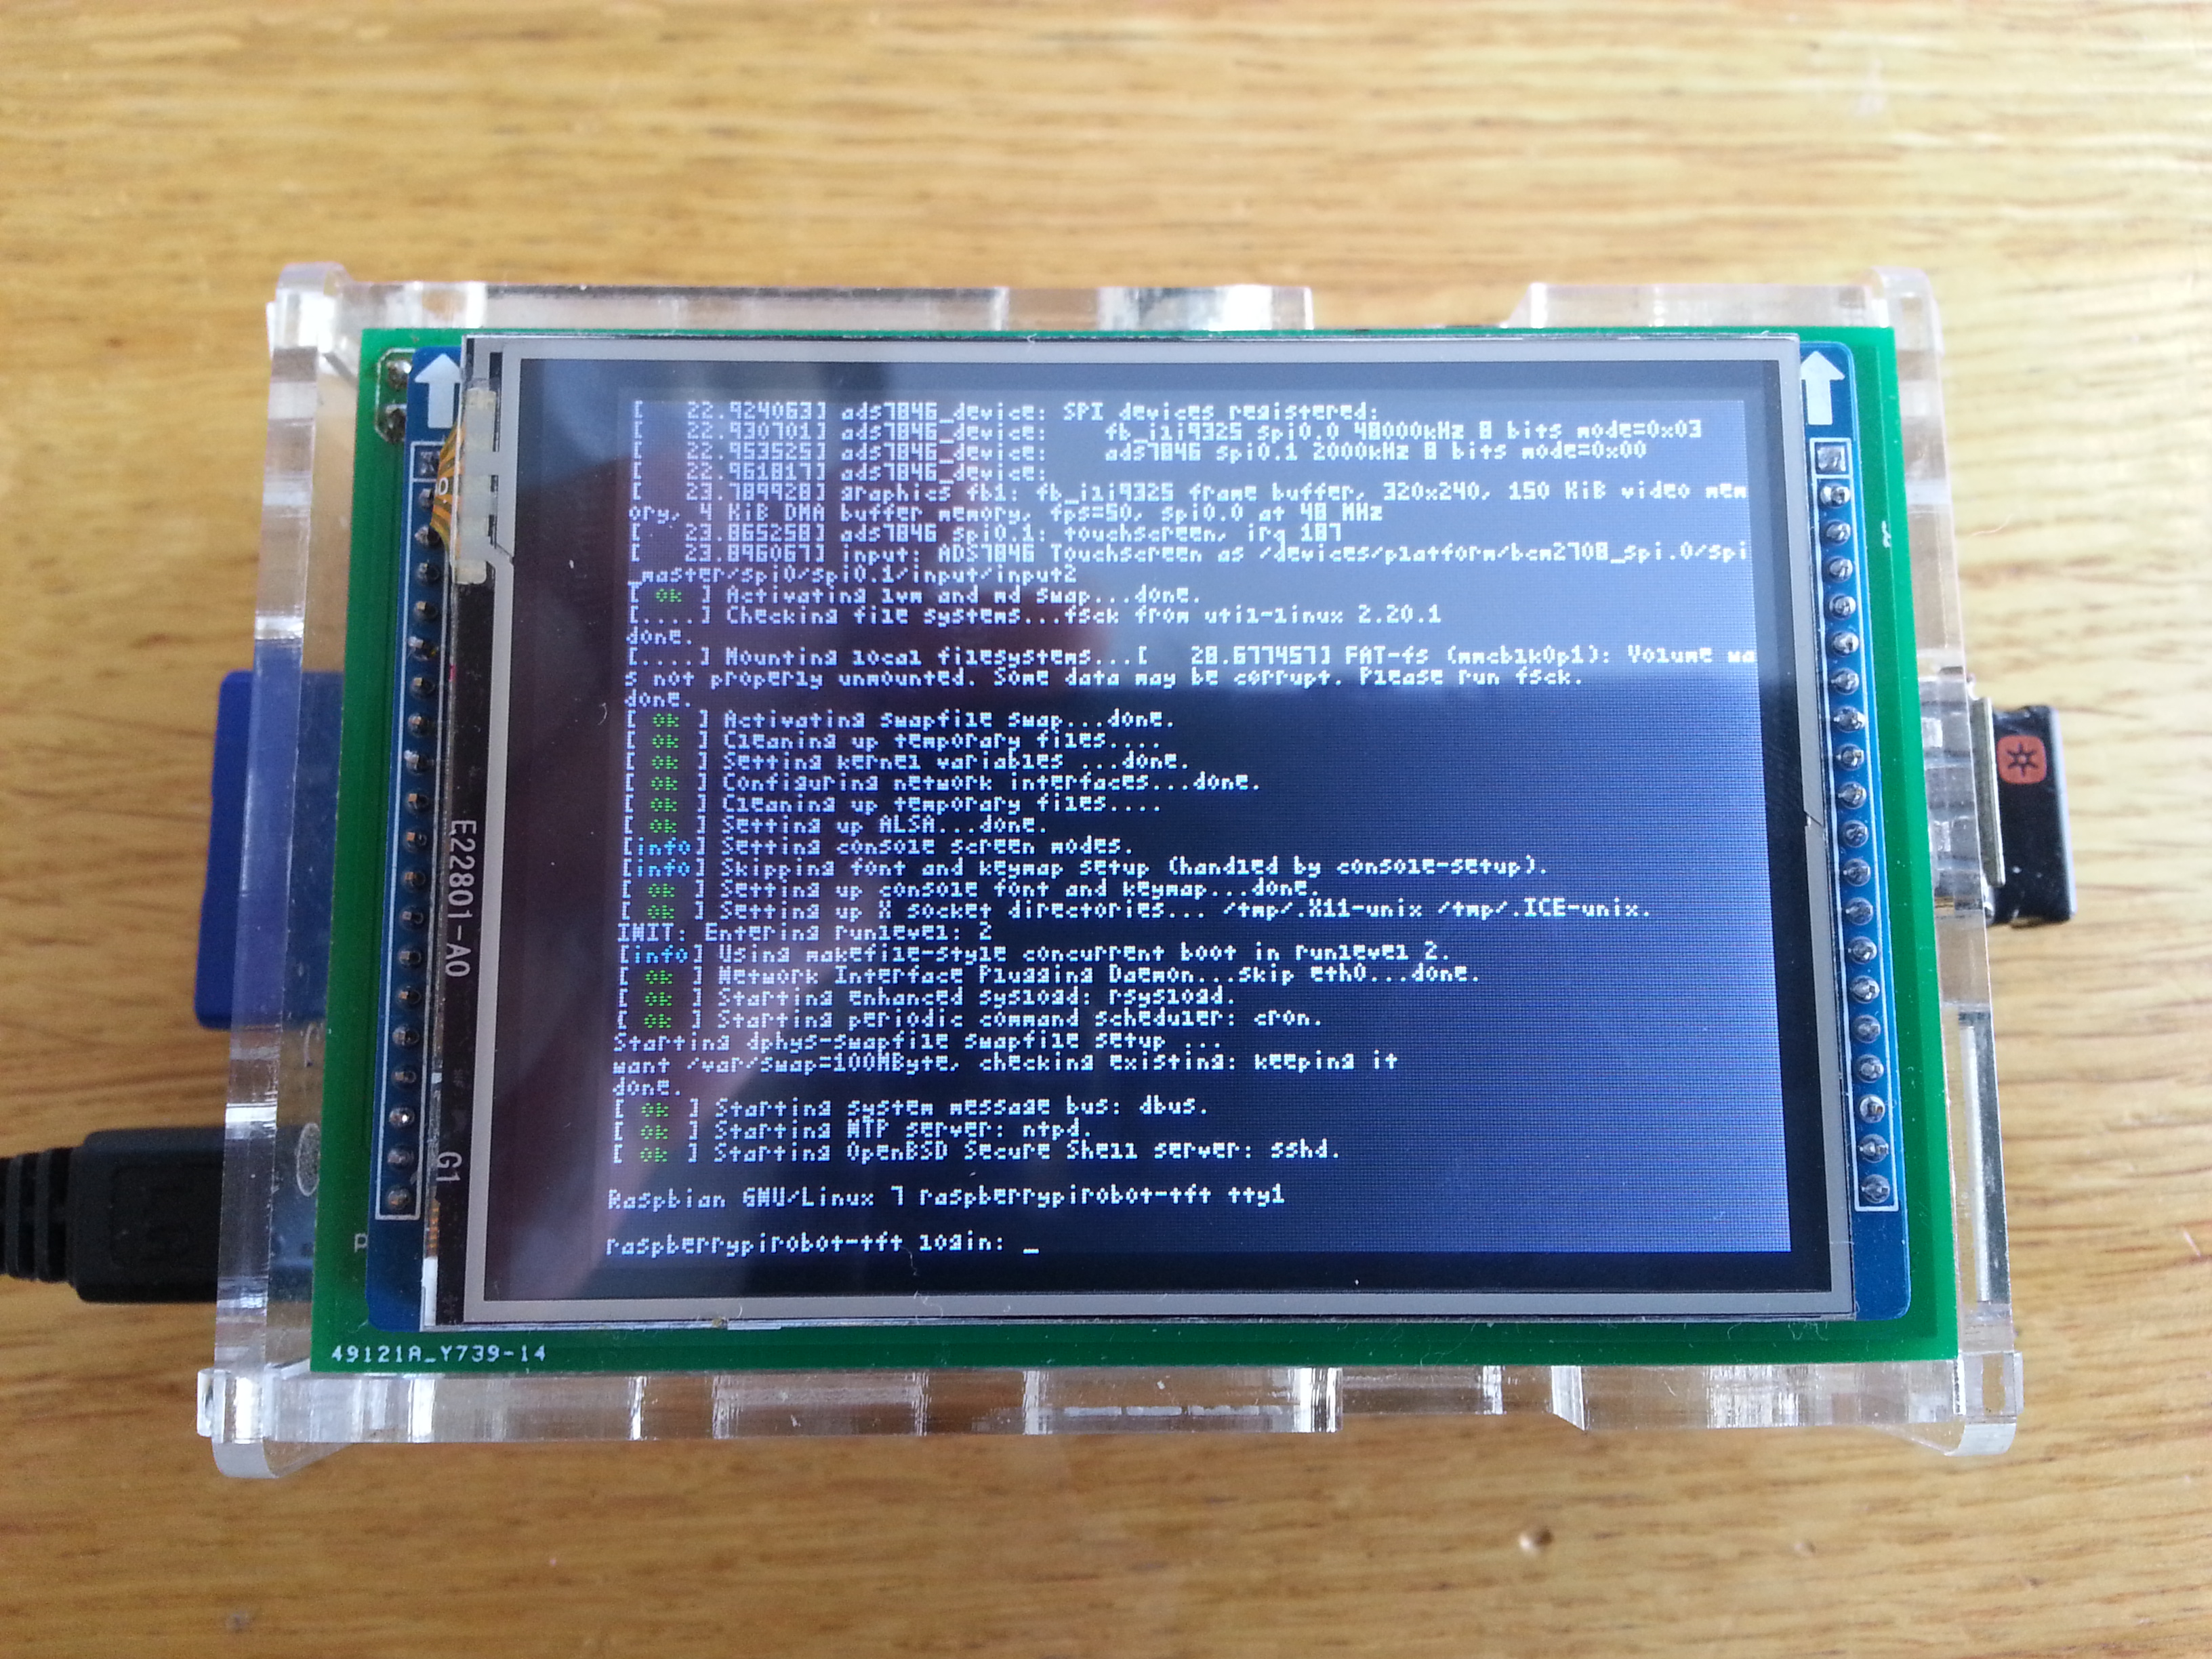 [   22.924063] ads7846_device: SPI devices registered:
[   22.930701] ads7846_device:     fb_ili9325 spi0.0 48000kHz 8 bits mode=0x03
[   22.953525] ads7846_device:     ads7846 spi0.1 2000kHz 8 bits mode=0x00
[   22.961817] ads7846_device:
[   23.789928] graphics fb1: fb_ili9325 frame buffer, 320x240, 150 KiB video mem
ory, 4 KiB DMA buffer memory, fps=50, spi0.0 at 48 MHz
[   23.865258] ads7846 spi0.1: touchscreen, irq 187
[   23.896067] input: ADS7846 Touchscreen as /devices/platform/bcm2708_spi.0/spi
_master/spi0/spi0.1/input/input2
[ ok ] Activating lvm and md swap...done.
[....] Checking file systems...fsck from util-linux 2.20.1
done.
[....] Mounting local filesystems...[   28.677457] FAT-fs (mmcblk0p1): Volume wa
s not properly unmounted. Some data may be corrupt. Please run fsck.
done.
[ ok ] Activating swapfile swap...done.
[ ok ] Cleaning up temporary files....
[ ok ] Setting kernel variables ...done.
[ ok ] Configuring network interfaces...done.
[ ok ] Cleaning up temporary files....
[ ok ] Setting up ALSA...done.
[info] Setting console screen modes.
[info] Skipping font and keymap setup (handled by console-setup).
[ ok ] Setting up console font and keymap...done.
[ ok ] Setting up X socket directories... /tmp/.X11-unix /tmp/.ICE-unix.
INIT: Entering runlevel: 2
[info] Using makefile-style concurrent boot in runlevel 2.
[ ok ] Network Interface Plugging Daemon...skip eth0...done.
[ ok ] Starting enhanced syslogd: rsyslogd.
[ ok ] Starting periodic command scheduler: cron.
Starting dphys-swapfile swapfile setup ...
want /var/swap=100MByte, checking existing: keeping it
done.
[ ok ] Starting system message bus: dbus.
[ ok ] Starting NTP server: ntpd.
[ ok ] Starting OpenBSD Secure Shell server: sshd.
Raspbian GNU/Linux 7 raspberrypirobot-tft tty1
raspberrypirobot-tft login: _
E22801-A0
G1
49121A_Y739-14